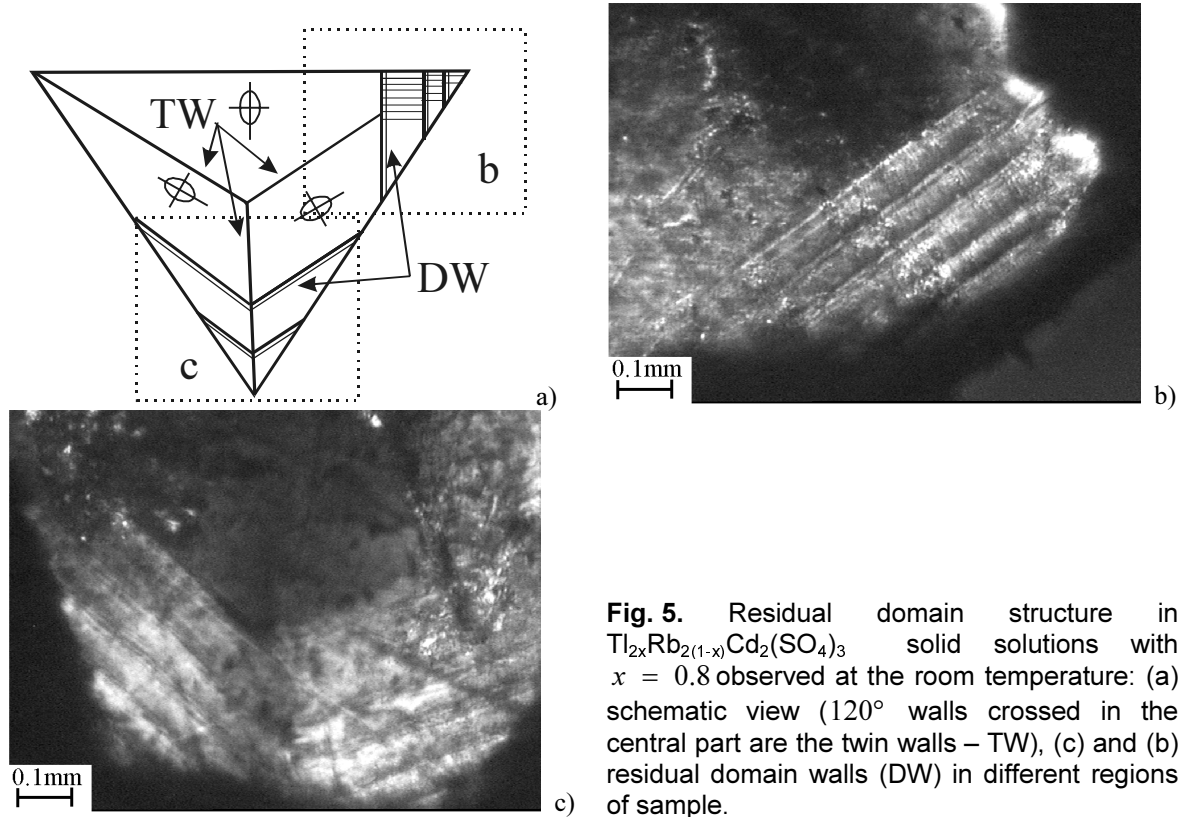 TW
b
DW
c
a)
0.1mm
b)
0.1mm
c)
Fig. 5. Residual domain structure in
Tl2xRb2(1-x)Cd2(SO4)3 solid solutions with
x = 0.8 observed at the room temperature: (a)
schematic view (120° walls crossed in the
central part are the twin walls – TW), (c) and (b)
residual domain walls (DW) in different regions
of sample.